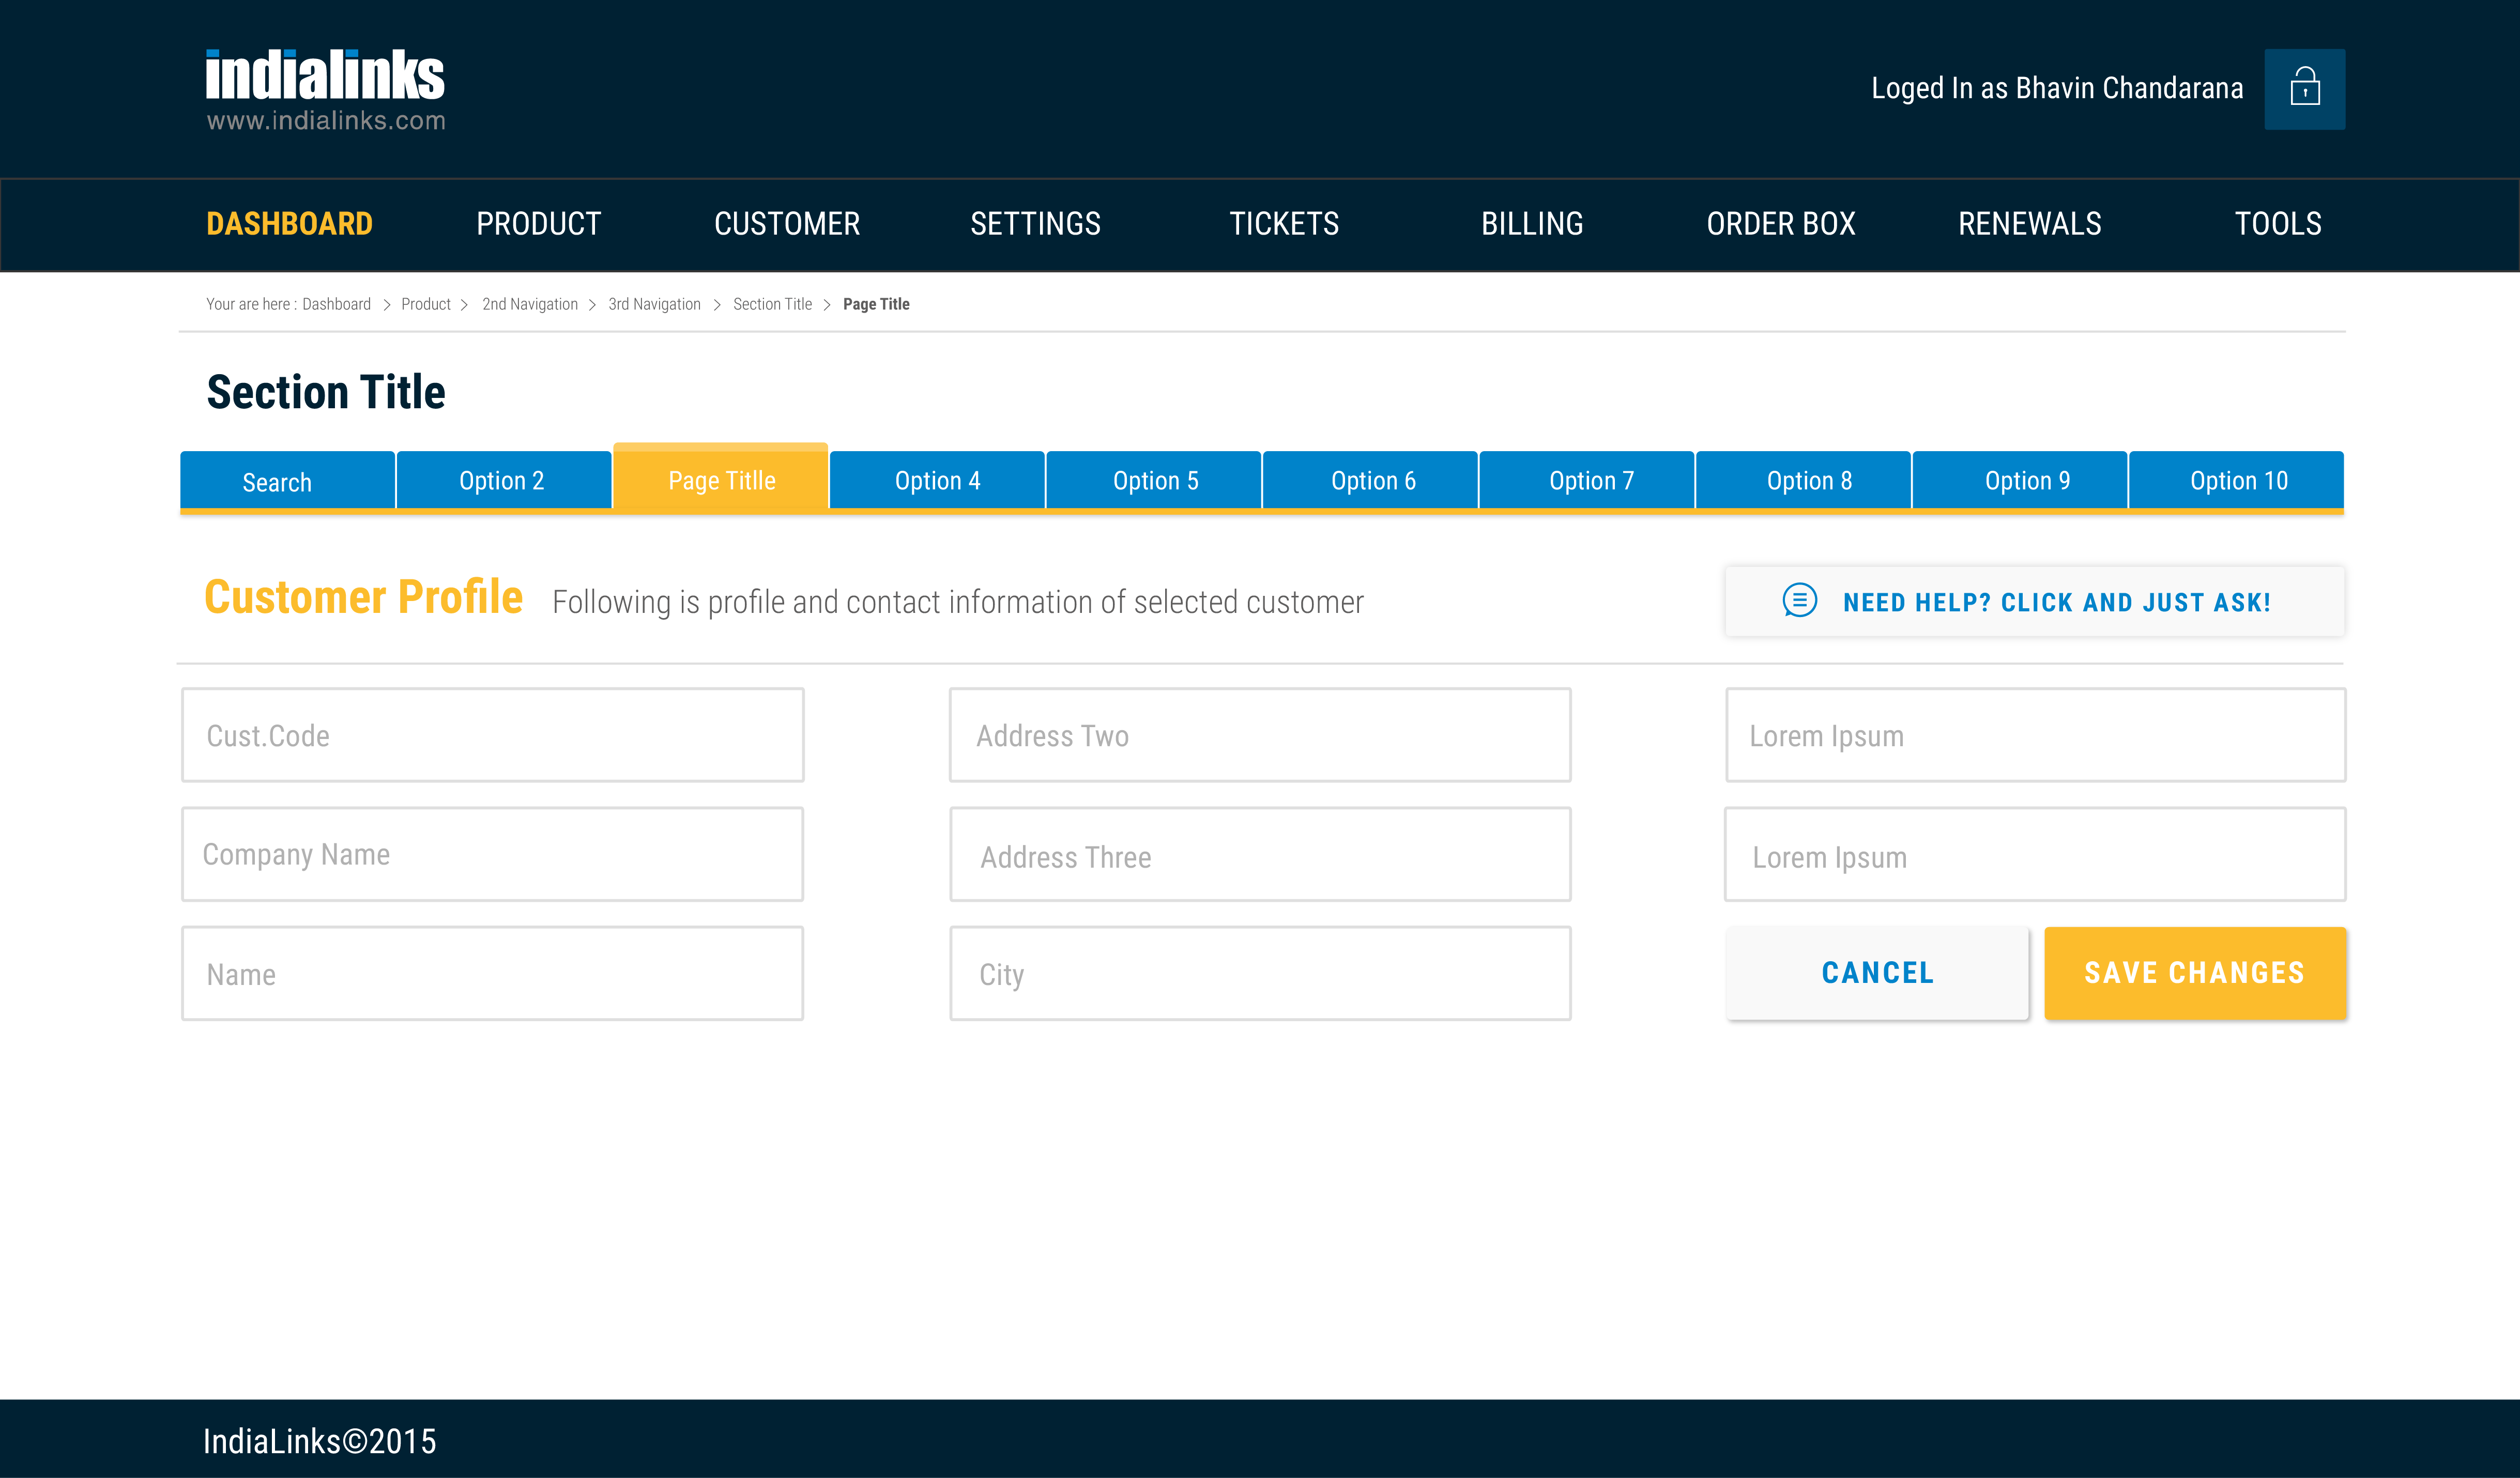 indialinks
www.indialinks.com
Loged In as Bhavin Chandarana
DASHBOARD PRODUCT CUSTOMER SETTINGS TICKETS BILLING ORDER BOX RENEWALS TOOLS
Your are here : Dashboard > Product > 2nd Navigation > 3rd Navigation > Section Title > Page Title
Section Title
Search Option 2 Page Titlle Option 4 Option 5 Option 6 Option 7 Option 8 Option 9 Option 10
Customer Profile Following is profile and contact information of selected customer NEED HELP? CLICK AND JUST ASK!
Cust.Code Address Two Lorem Ipsum
Company Name Address Three Lorem Ipsum
Name City CANCEL SAVE CHANGES
IndiaLinks©2015